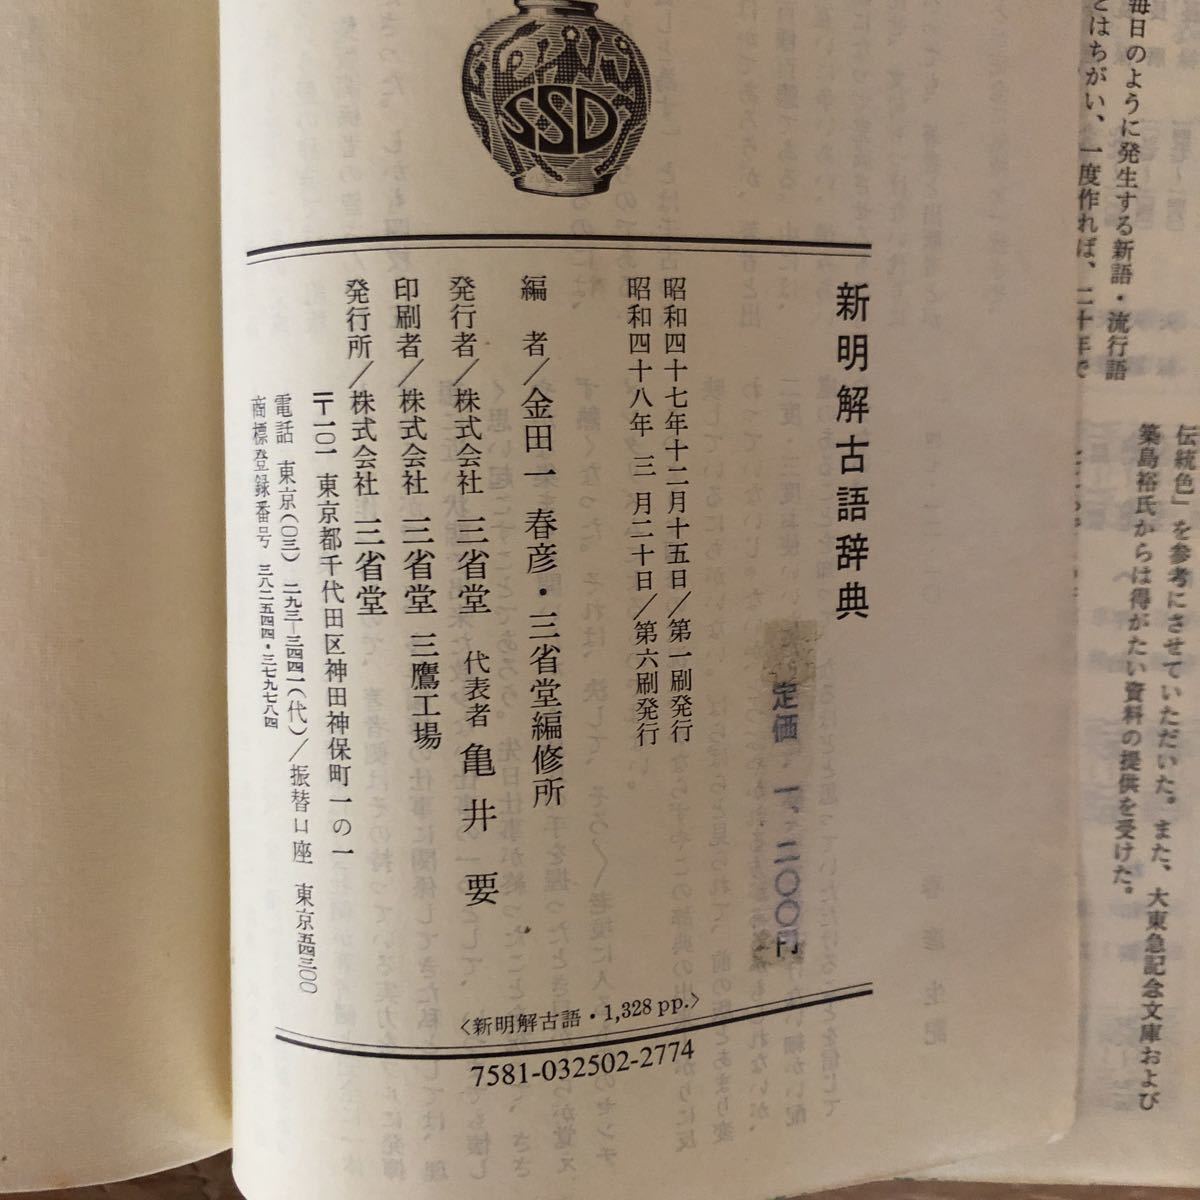 毎日のように発生する新語・流行語
とはちがい、一度作れば、二十年で
伝統色」を参考にさせていただいた。また、大東急記念文庫および
築島裕氏からは得がたい資料の提供を受けた。
SSD
新明解古語辞典
定価 一、二〇〇円
昭和四十七年十二月十五日/第一刷発行
昭和四十八年 三 月二十日/第六刷発行
編 者/金田一 春彦・三省堂編修所
発行者/株式会社 三省堂 代表者 亀 井 要
印刷者/株式会社 三省堂 三鷹工場
発行所/株式会社 三省堂
〒一〇一 東京都千代田区神田神保町一の一
電話 東京(〇三) 二九三―三四四一(代)/振替口座 東京五四三〇〇
商標登録番号 三八二五四四・三七九七八四
<新明解古語・1,328 pp.>
7581-032502-2774